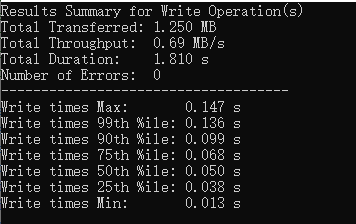 Results Summary for Write Operation(s)
Total Transferred: 1.250 MB
Total Throughput: 0.69 MB/s
Total Duration: 1.810 s
Number of Errors: 0
------------------------------------
Write times Max: 0.147 s
Write times 99th %ile: 0.136 s
Write times 90th %ile: 0.099 s
Write times 75th %ile: 0.068 s
Write times 50th %ile: 0.050 s
Write times 25th %ile: 0.038 s
Write times Min: 0.013 s